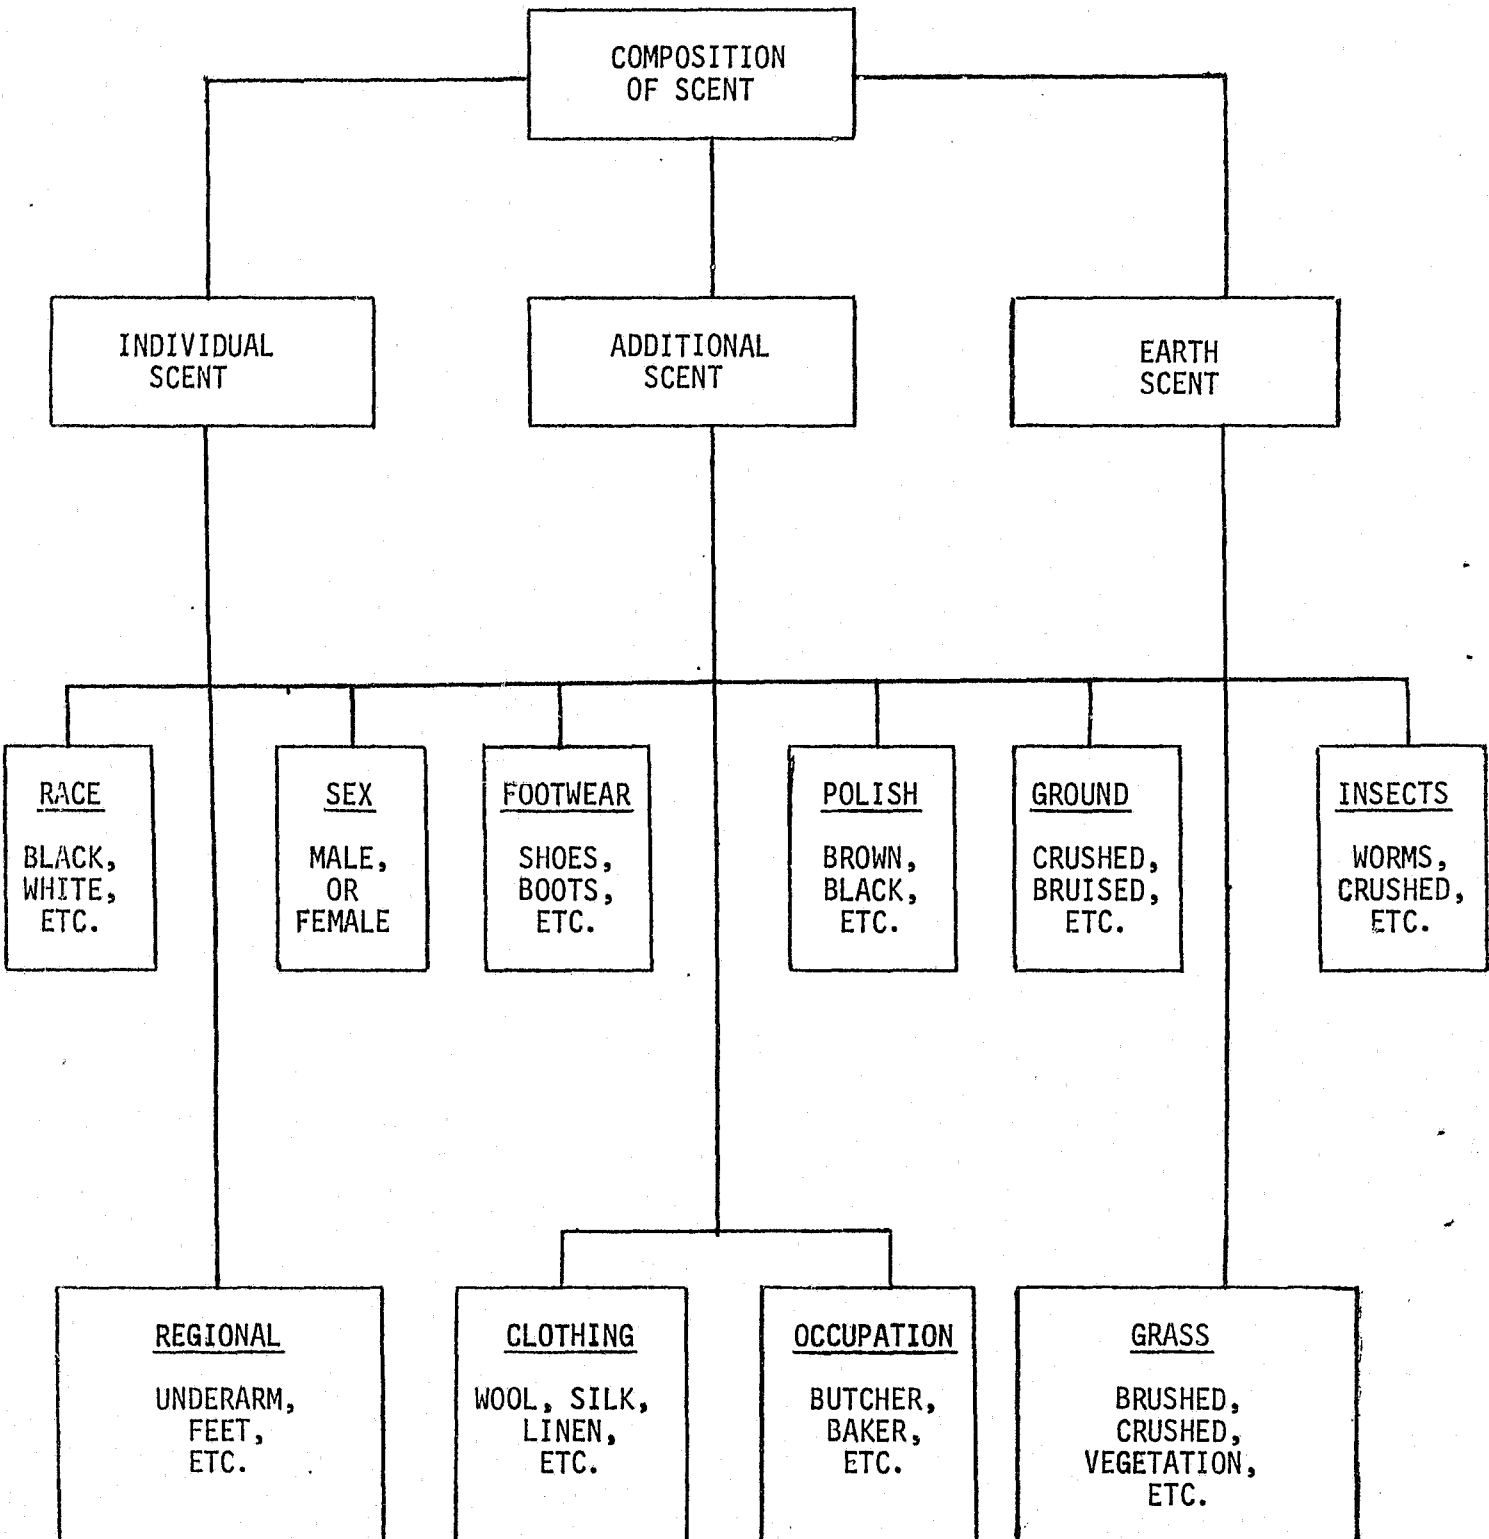 COMPOSITION
OF SCENT
INDIVIDUAL
SCENT
ADDITIONAL
SCENT
EARTH
SCENT
RACE
BLACK,
WHITE,
ETC.
SEX
MALE,
OR
FEMALE
FOOTWEAR
SHOES,
BOOTS,
ETC.
POLISH
BROWN,
BLACK,
ETC.
GROUND
CRUSHED,
BRUISED,
ETC.
INSECTS
WORMS,
CRUSHED,
ETC.
REGIONAL
UNDERARM,
FEET,
ETC.
CLOTHING
WOOL, SILK,
LINEN,
ETC.
OCCUPATION
BUTCHER,
BAKER,
ETC.
GRASS
BRUSHED,
CRUSHED,
VEGETATION,
ETC.